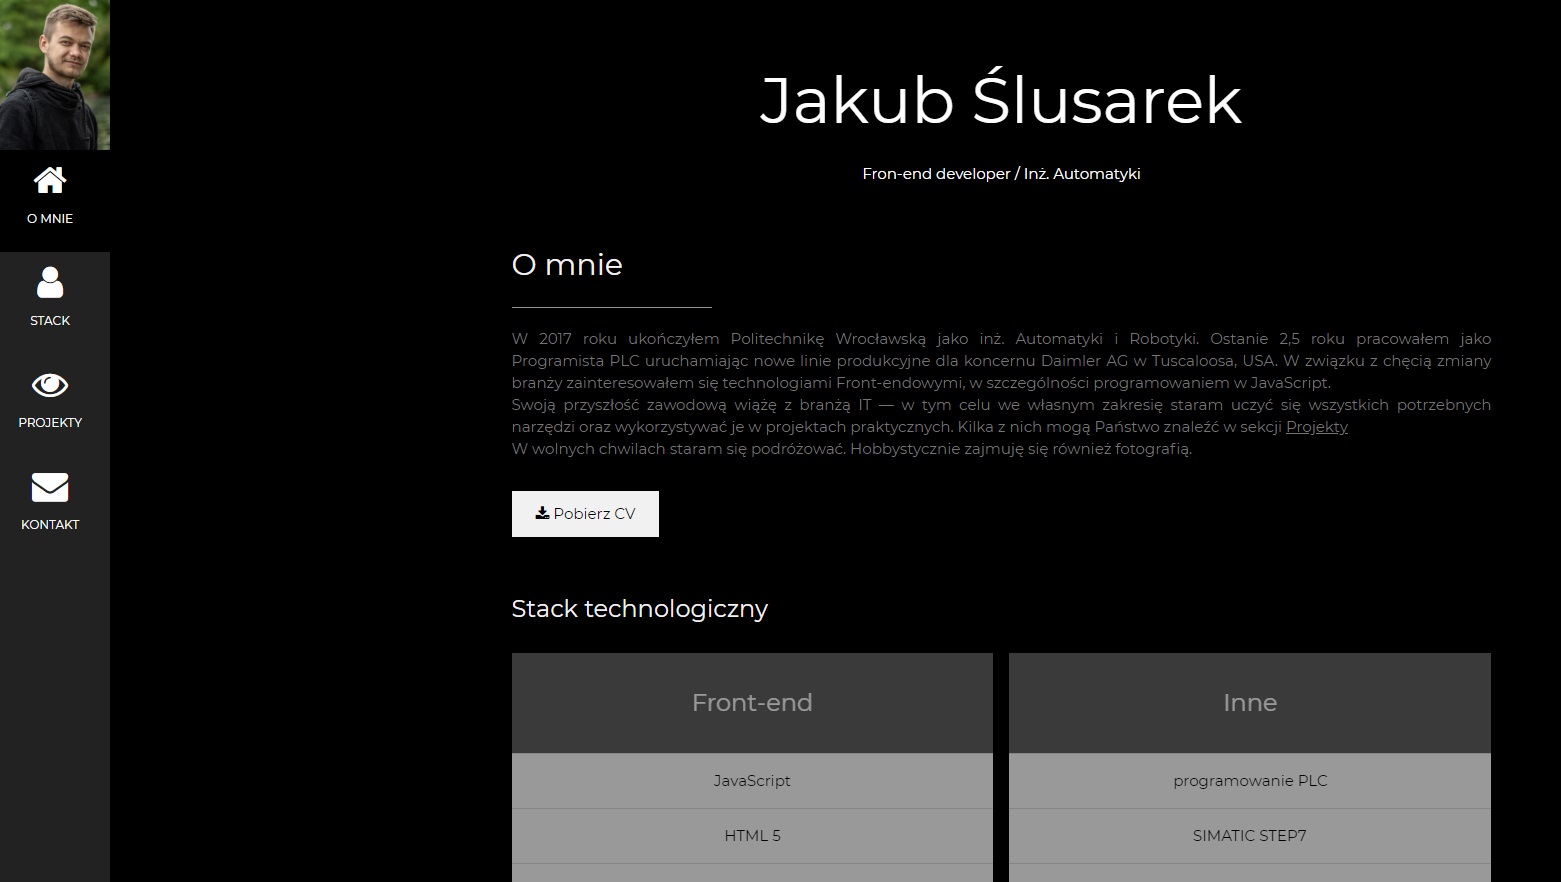 Jakub Ślusarek
Fron-end developer / Inż. Automatyki
O MNIE
STACK
PROJEKTY
KONTAKT
O mnie
W 2017 roku ukończyłem Politechnikę Wrocławską jako inż. Automatyki i Robotyki. Ostanie 2,5 roku pracowałem jako
Programista PLC uruchamiając nowe linie produkcyjne dla koncernu Daimler AG w Tuscaloosa, USA. W związku z chęcią zmiany
branży zainteresowałem się technologiami Front-endowymi, w szczególności programowaniem w JavaScript.
Swoją przyszłość zawodową wiążę z branżą IT — w tym celu we własnym zakresię staram uczyć się wszystkich potrzebnych
narzędzi oraz wykorzystywać je w projektach praktycznych. Kilka z nich mogą Państwo znaleźć w sekcji Projekty
W wolnych chwilach staram się podróżować. Hobbystycznie zajmuję się również fotografią.
Pobierz CV
Stack technologiczny
Front-end
JavaScript
HTML 5
Inne
programowanie PLC
SIMATIC STEP7